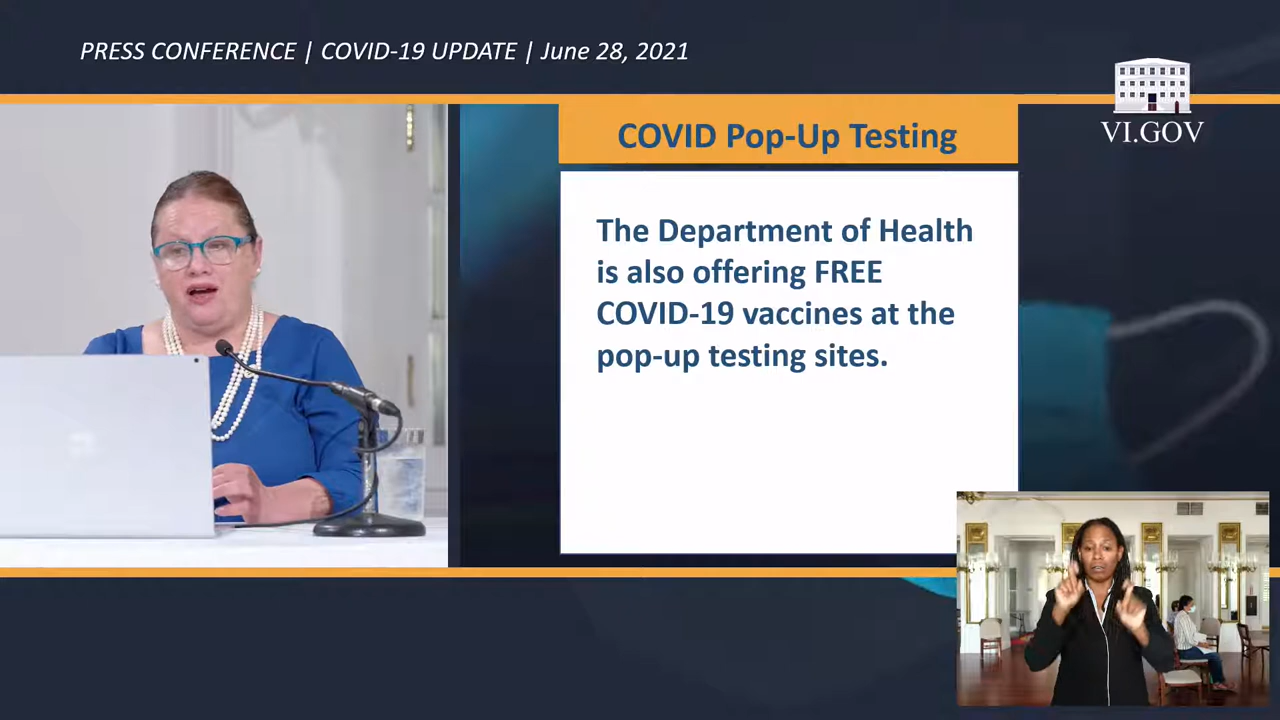 PRESS CONFERENCE | COVID-19 UPDATE | June 28, 2021
VI.GOV
COVID Pop-Up Testing
The Department of Health
is also offering FREE
COVID-19 vaccines at the
pop-up testing sites.